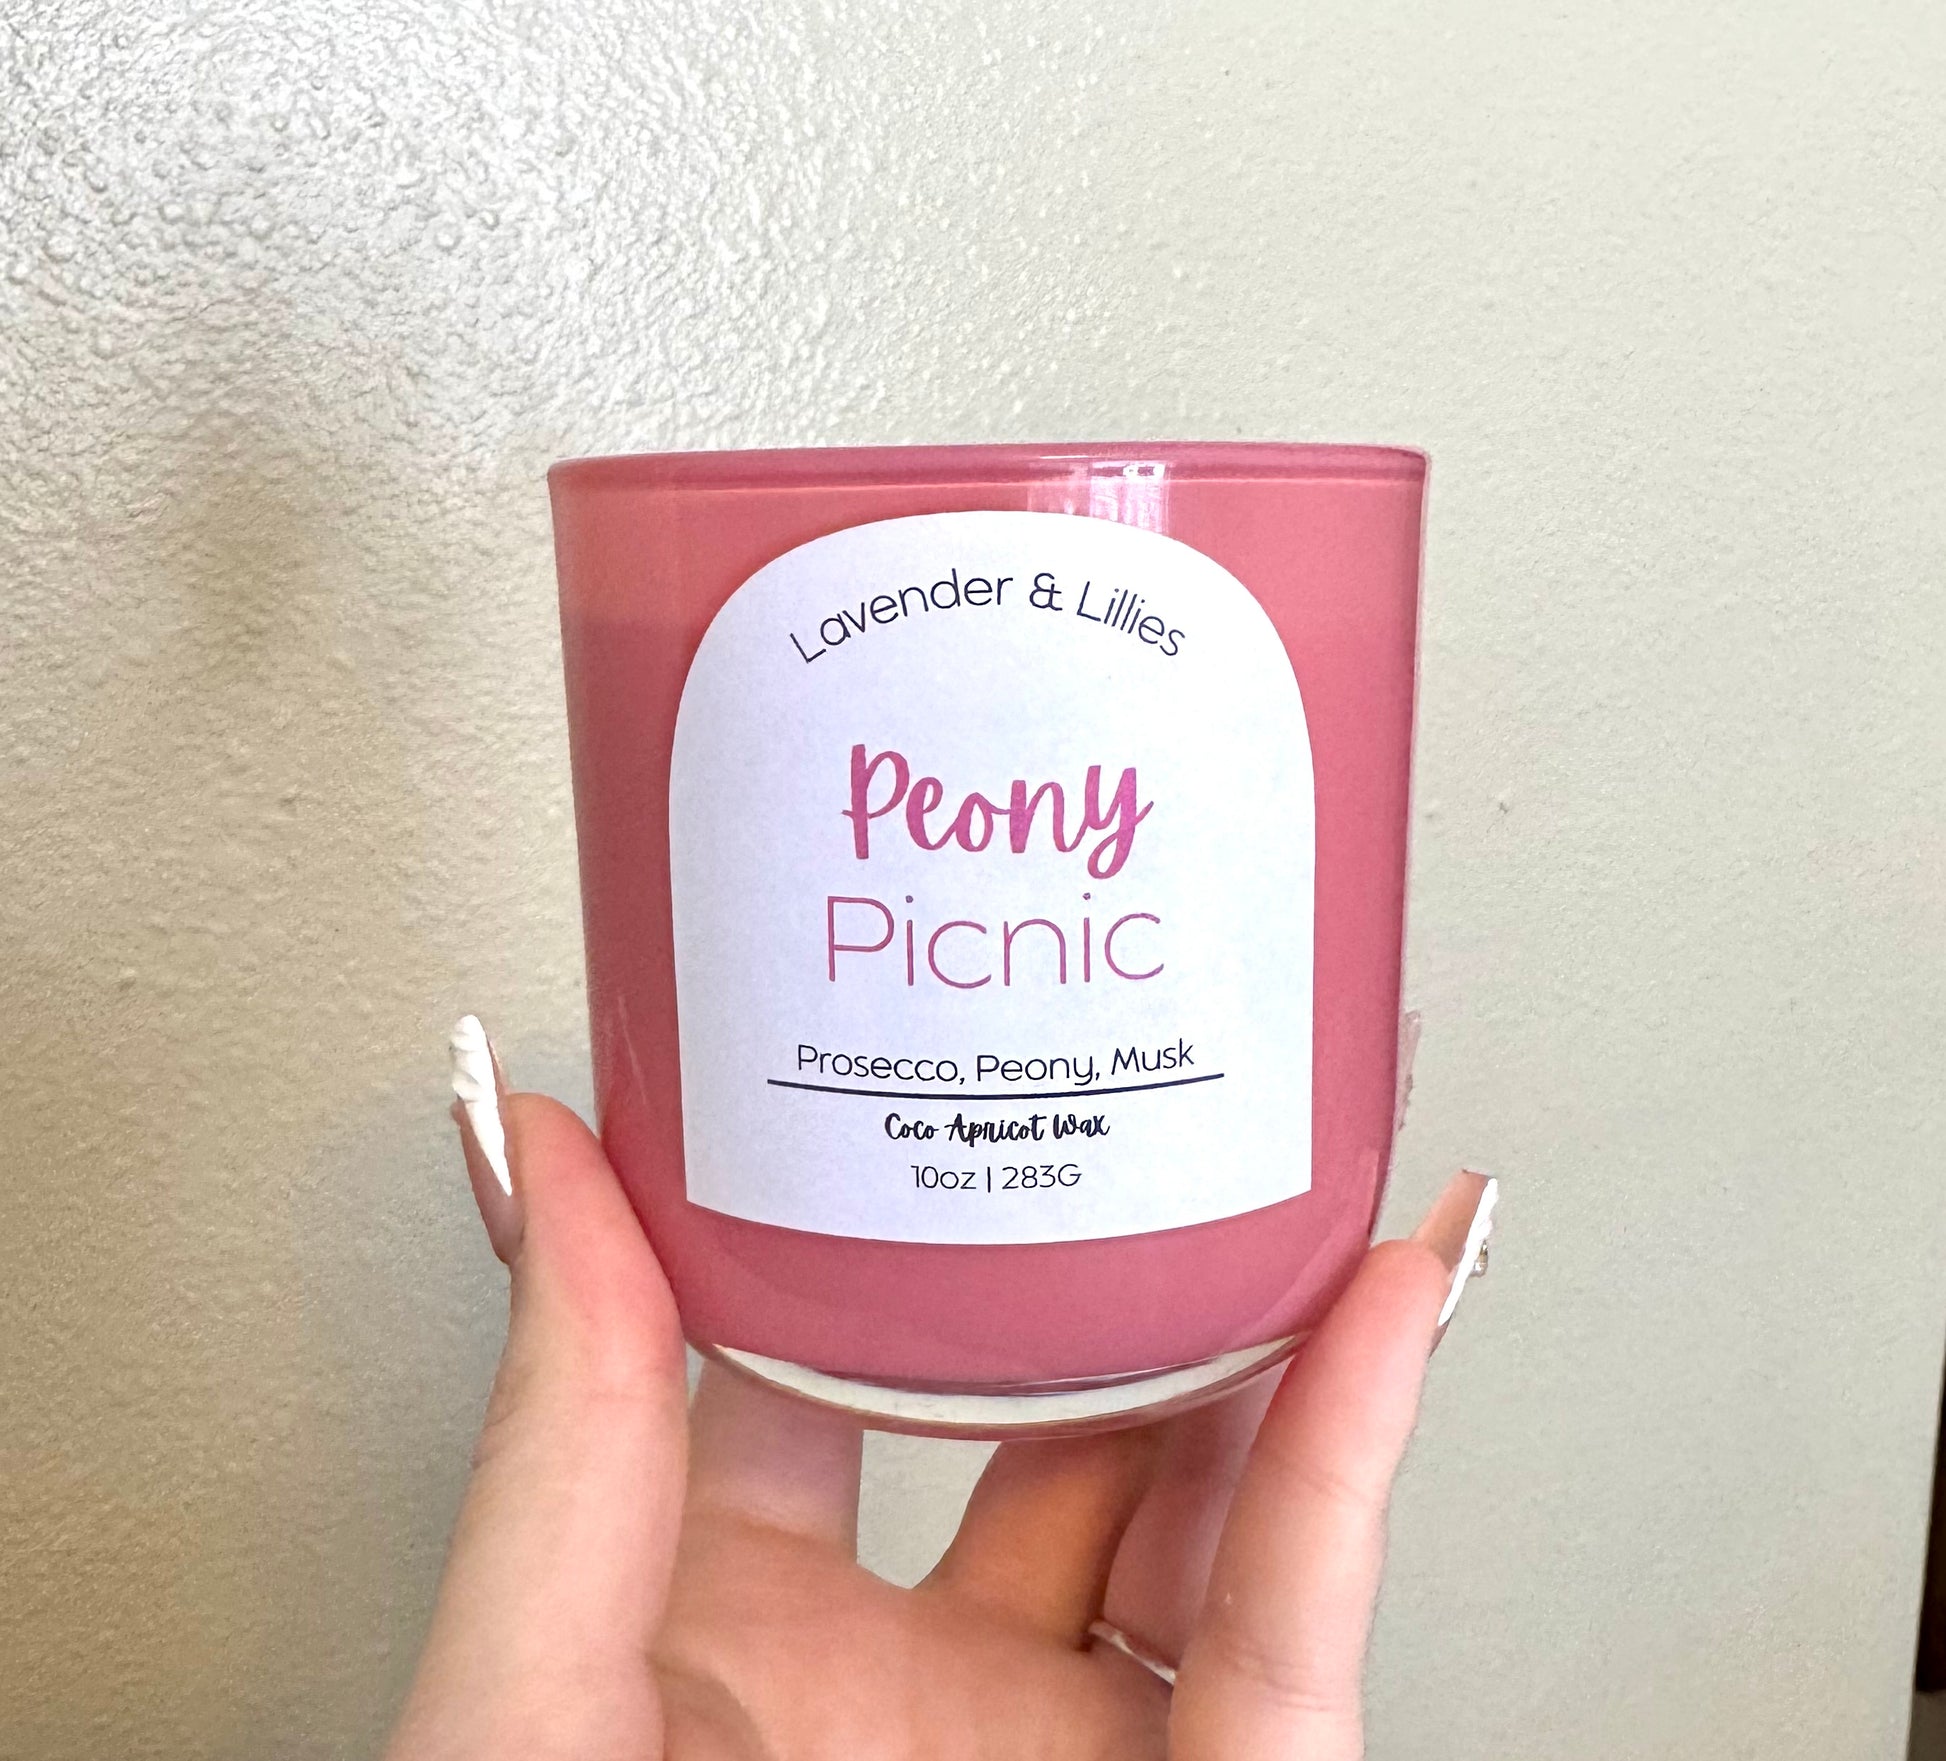 Lavender & Lillies
Peony
Picnic
Prosecco, Peony, Musk
Coco Apricot Wax
10oz | 283G